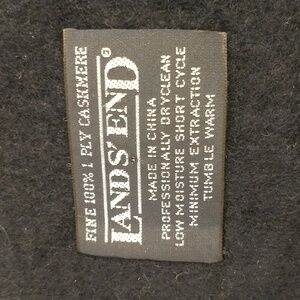 FINE 100% 1 PLY CASHMERE
LANDS' END®
MADE IN CHINA
PROFESSIONALLY DRYCLEAN
LOW MOISTURE SHORT CYCLE
MINIMUM EXTRACTION
TUMBLE WARM